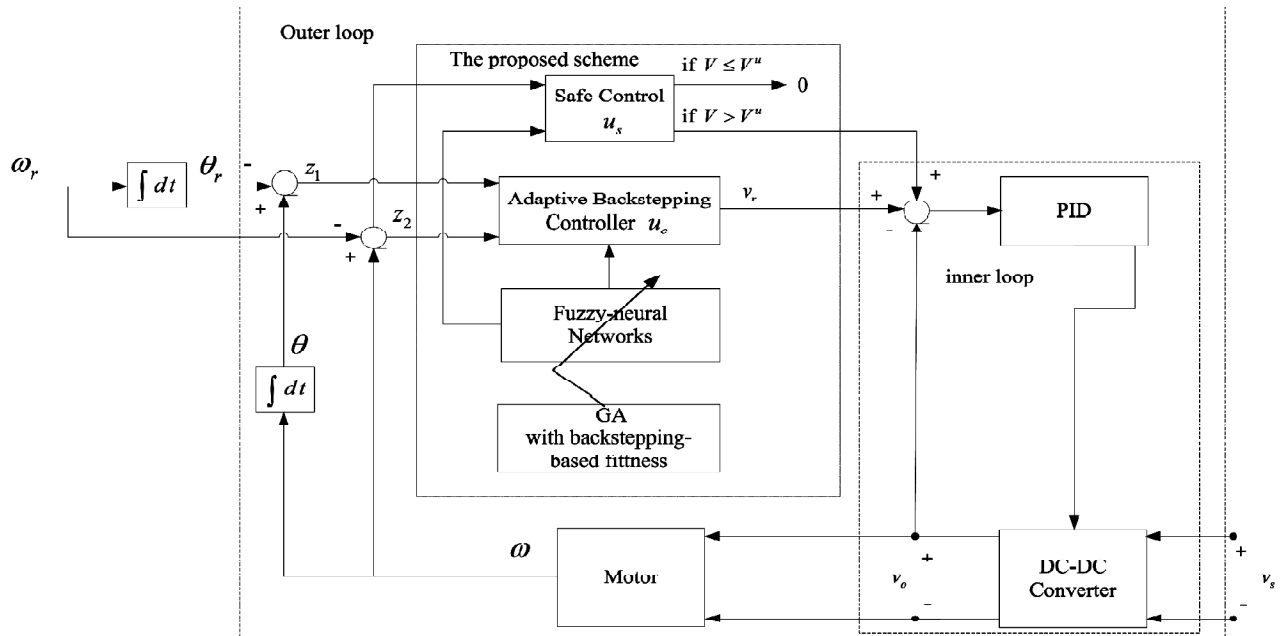 Outer loop
The proposed scheme
if V ≤ V^u
0
Safe Control
u_s
if V > V^u
ω_r
∫ dt
θ_r
-
+
z_1
-
+
z_2
Adaptive Backstepping
Controller u_c
v_r
+
+
-
PID
inner loop
Fuzzy-neural
Networks
θ
∫ dt
GA
with backstepping-
based fittness
ω
Motor
+
v_o
-
DC-DC
Converter
+
v_s
-